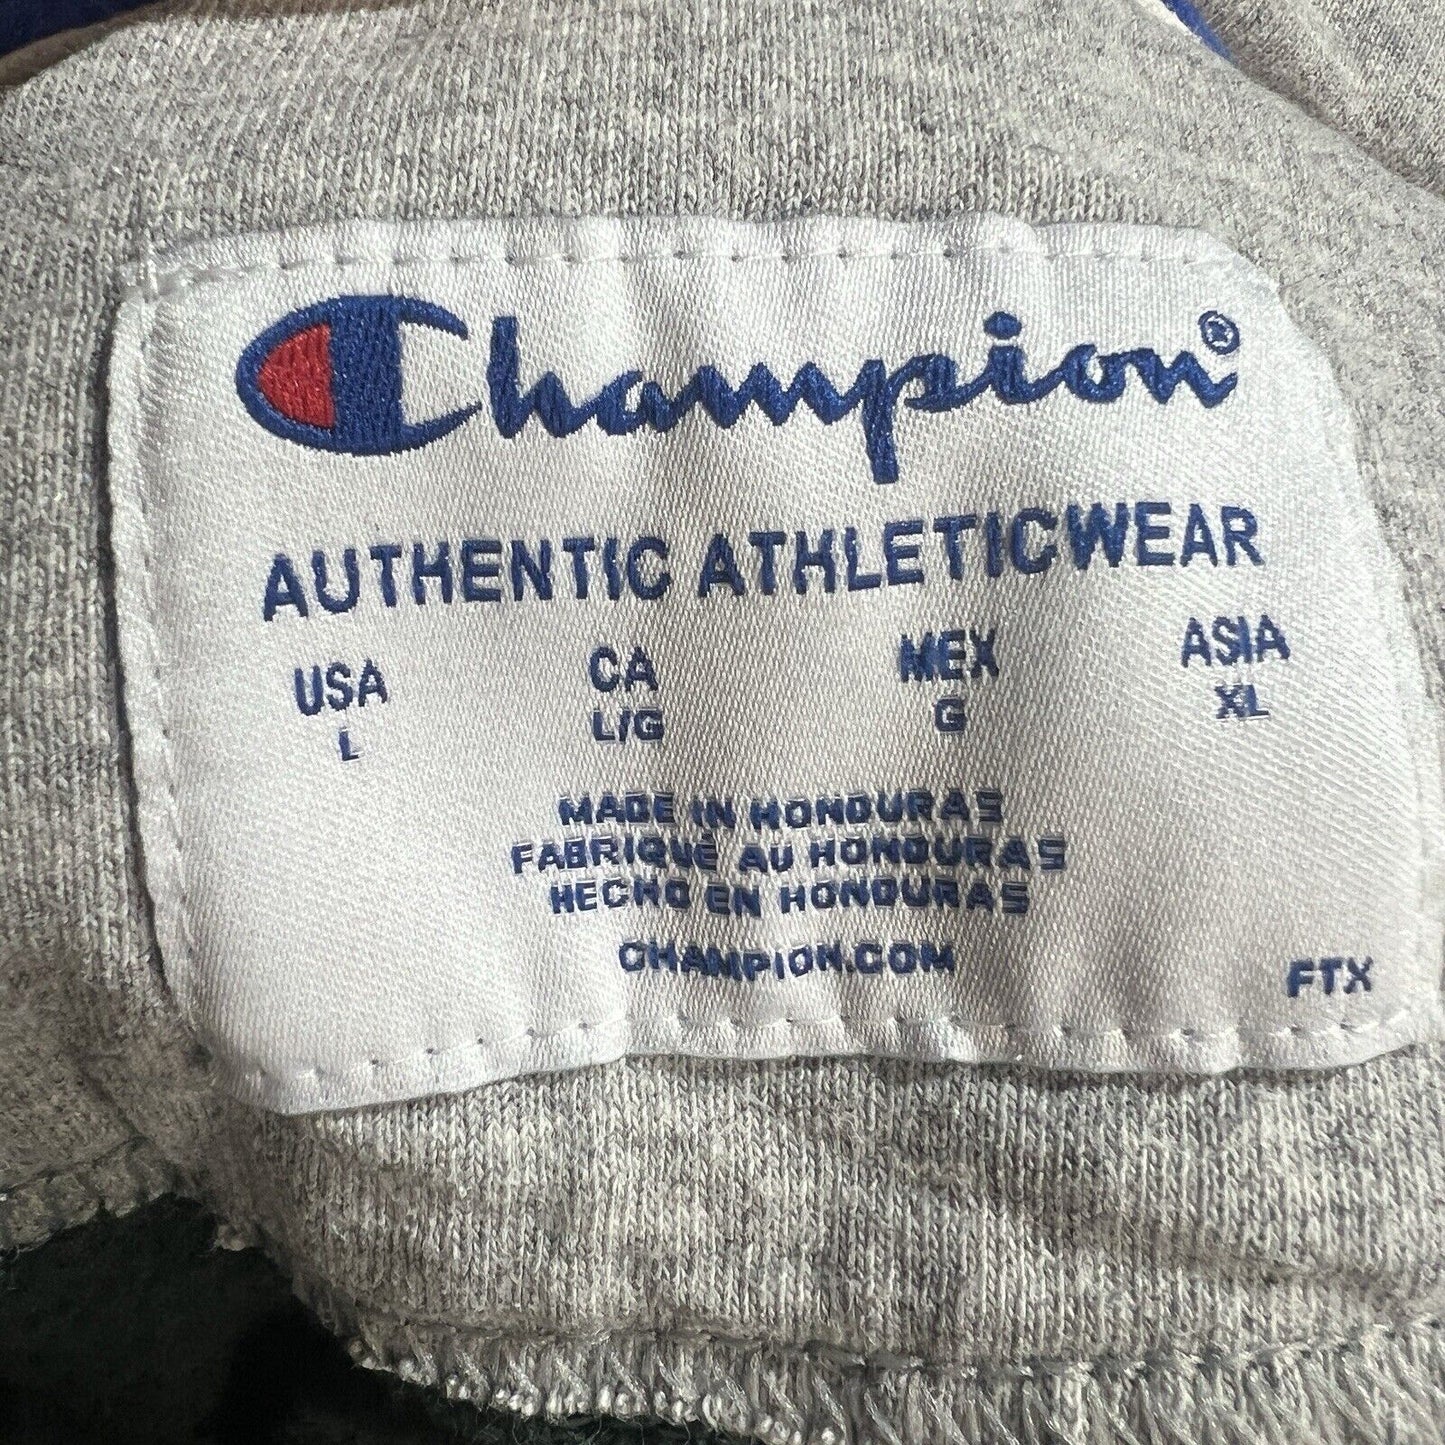 Champion®
AUTHENTIC ATHLETICWEAR
USA CA MEX ASIA
L L/G G XL
MADE IN HONDURAS
FABRIQUÉ AU HONDURAS
HECHO EN HONDURAS
CHAMPION.COM
FTX